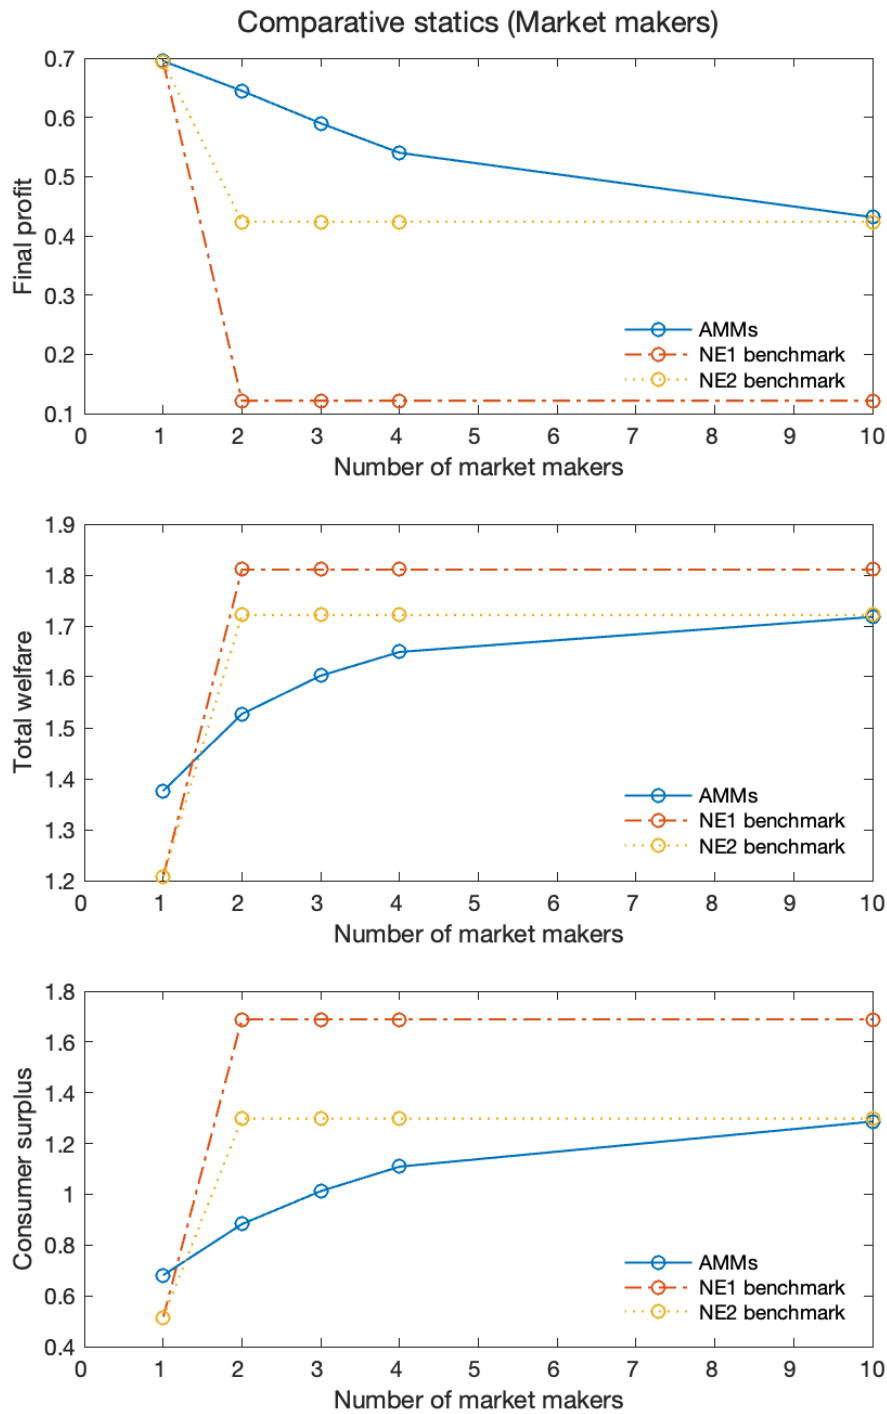 Comparative statics (Market makers)
0.7
0.6
0.5
0.4
0.3
0.2
0.1
Final profit
AMMs
NE1 benchmark
NE2 benchmark
0 1 2 3 4 5 6 7 8 9 10
Number of market makers
1.9
1.8
1.7
1.6
1.5
1.4
1.3
1.2
Total welfare
AMMs
NE1 benchmark
NE2 benchmark
0 1 2 3 4 5 6 7 8 9 10
Number of market makers
1.8
1.6
1.4
1.2
1
0.8
0.6
0.4
Consumer surplus
AMMs
NE1 benchmark
NE2 benchmark
0 1 2 3 4 5 6 7 8 9 10
Number of market makers